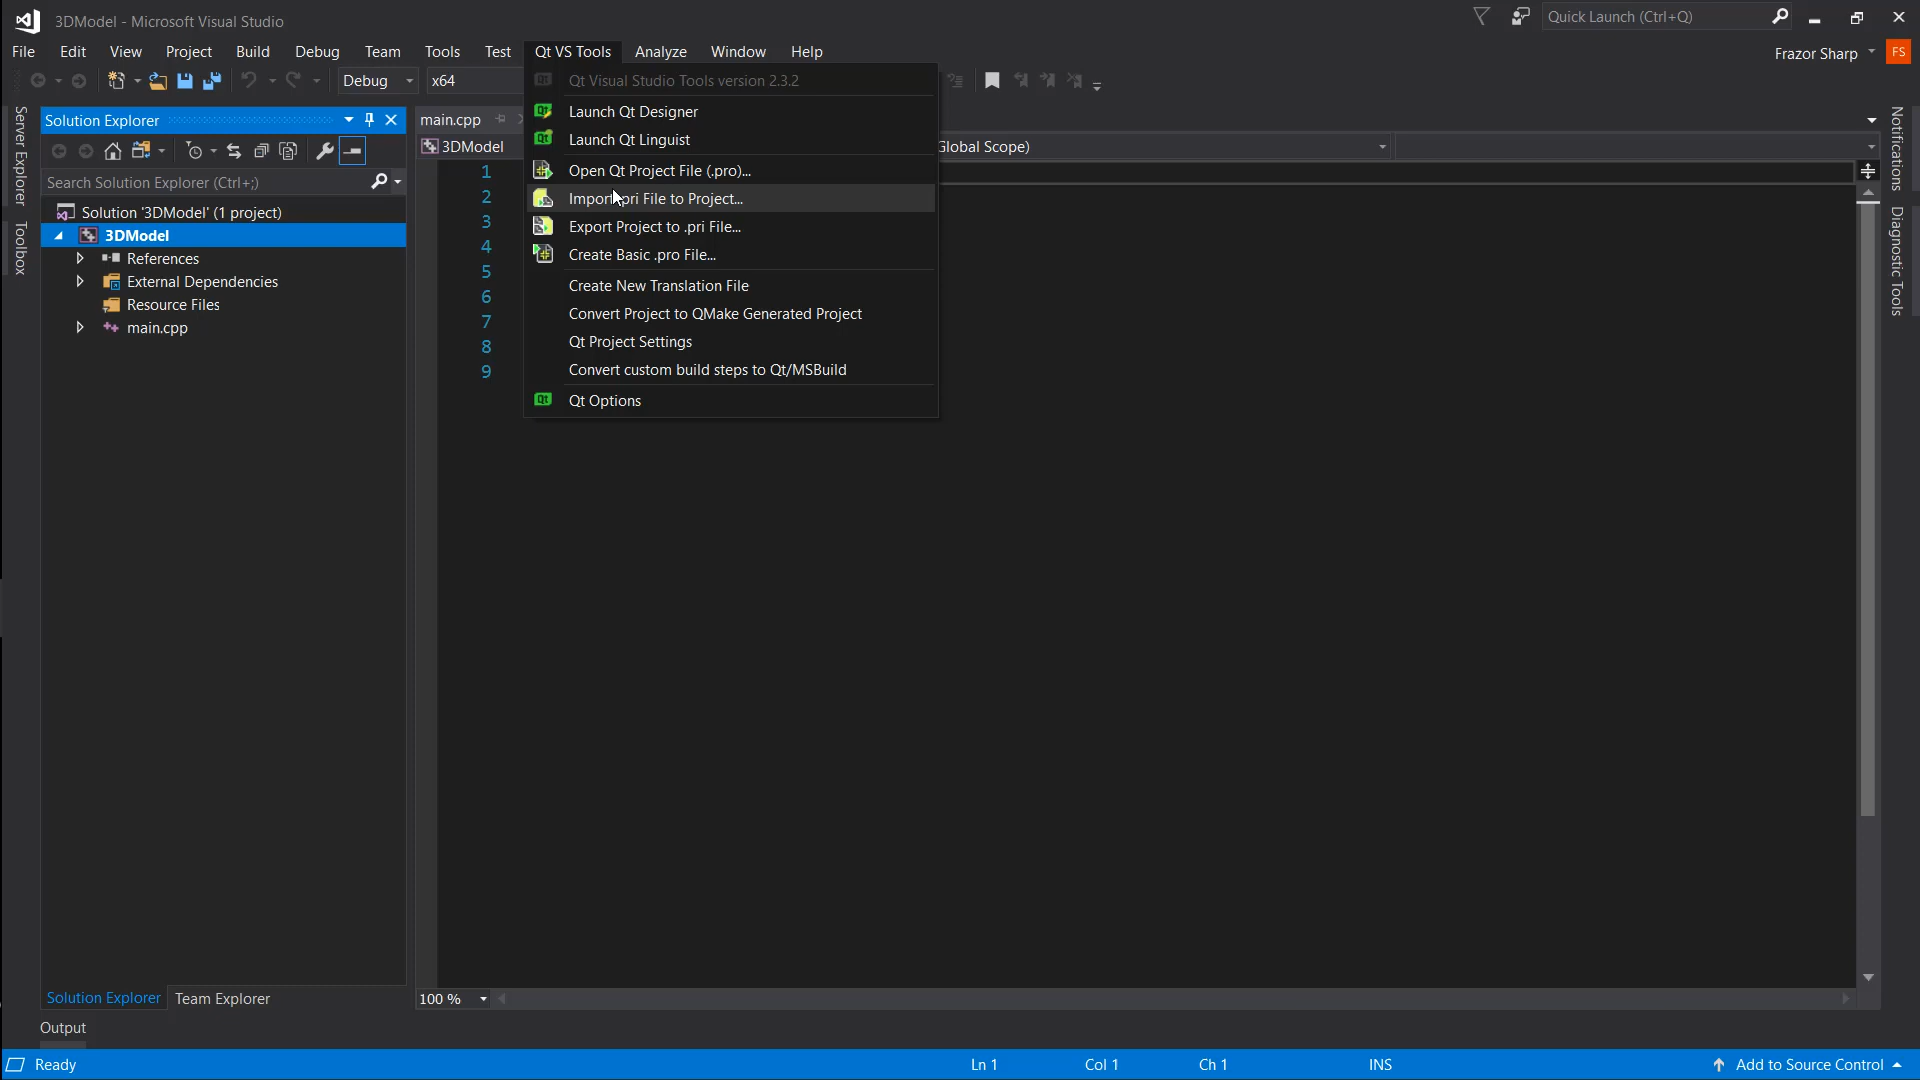 3DModel - Microsoft Visual Studio
Quick Launch (Ctrl+Q)
File Edit View Project Build Debug Team Tools Test Qt VS Tools Analyze Window Help
Frazor Sharp FS
Debug x64
Qt Visual Studio Tools version 2.3.2
Launch Qt Designer
Launch Qt Linguist
Open Qt Project File (.pro)...
Import .pri File to Project...
Export Project to .pri File...
Create Basic .pro File...
Create New Translation File
Convert Project to QMake Generated Project
Qt Project Settings
Convert custom build steps to Qt/MSBuild
Qt Options
Server Explorer
Toolbox
Solution Explorer
Search Solution Explorer (Ctrl+;)
Solution '3DModel' (1 project)
3DModel
References
External Dependencies
Resource Files
main.cpp
main.cpp
3DModel
Global Scope)
1
2
3
4
5
6
7
8
9
Notifications
Diagnostic Tools
100 %
Solution Explorer Team Explorer
Output
Ready Ln 1 Col 1 Ch 1 INS Add to Source Control